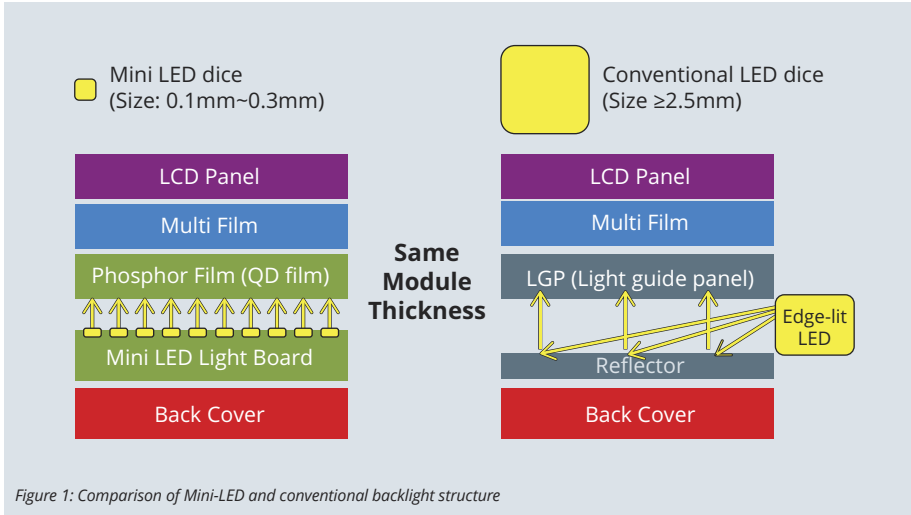 Mini LED dice
(Size: 0.1mm~0.3mm)
Conventional LED dice
(Size ≥2.5mm)
LCD Panel
Multi Film
Phosphor Film (QD film)
Mini LED Light Board
Back Cover
Same
Module
Thickness
LCD Panel
Multi Film
LGP (Light guide panel)
Edge-lit
LED
Reflector
Back Cover
Figure 1: Comparison of Mini-LED and conventional backlight structure